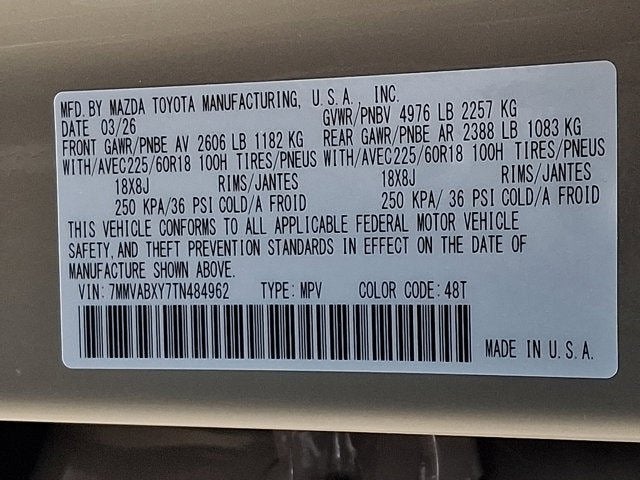 MFD. BY MAZDA TOYOTA MANUFACTURING, U.S.A., INC.
DATE 03/26 GVWR/PNBV 4976 LB 2257 KG
FRONT GAWR/PNBE AV 2606 LB 1182 KG REAR GAWR/PNBE AR 2388 LB 1083 KG
WITH/AVEC225/60R18 100H TIRES/PNEUS WITH/AVEC225/60R18 100H TIRES/PNEUS
18X8J RIMS/JANTES 18X8J RIMS/JANTES
250 KPA/36 PSI COLD/A FROID 250 KPA/ 36 PSI COLD/A FROID
THIS VEHICLE CONFORMS TO ALL APPLICABLE FEDERAL MOTOR VEHICLE
SAFETY, AND THEFT PREVENTION STANDARDS IN EFFECT ON THE DATE OF
MANUFACTURE SHOWN ABOVE.
VIN: 7MMVABXY7TN484962 TYPE: MPV COLOR CODE: 48T
MADE IN U.S.A.